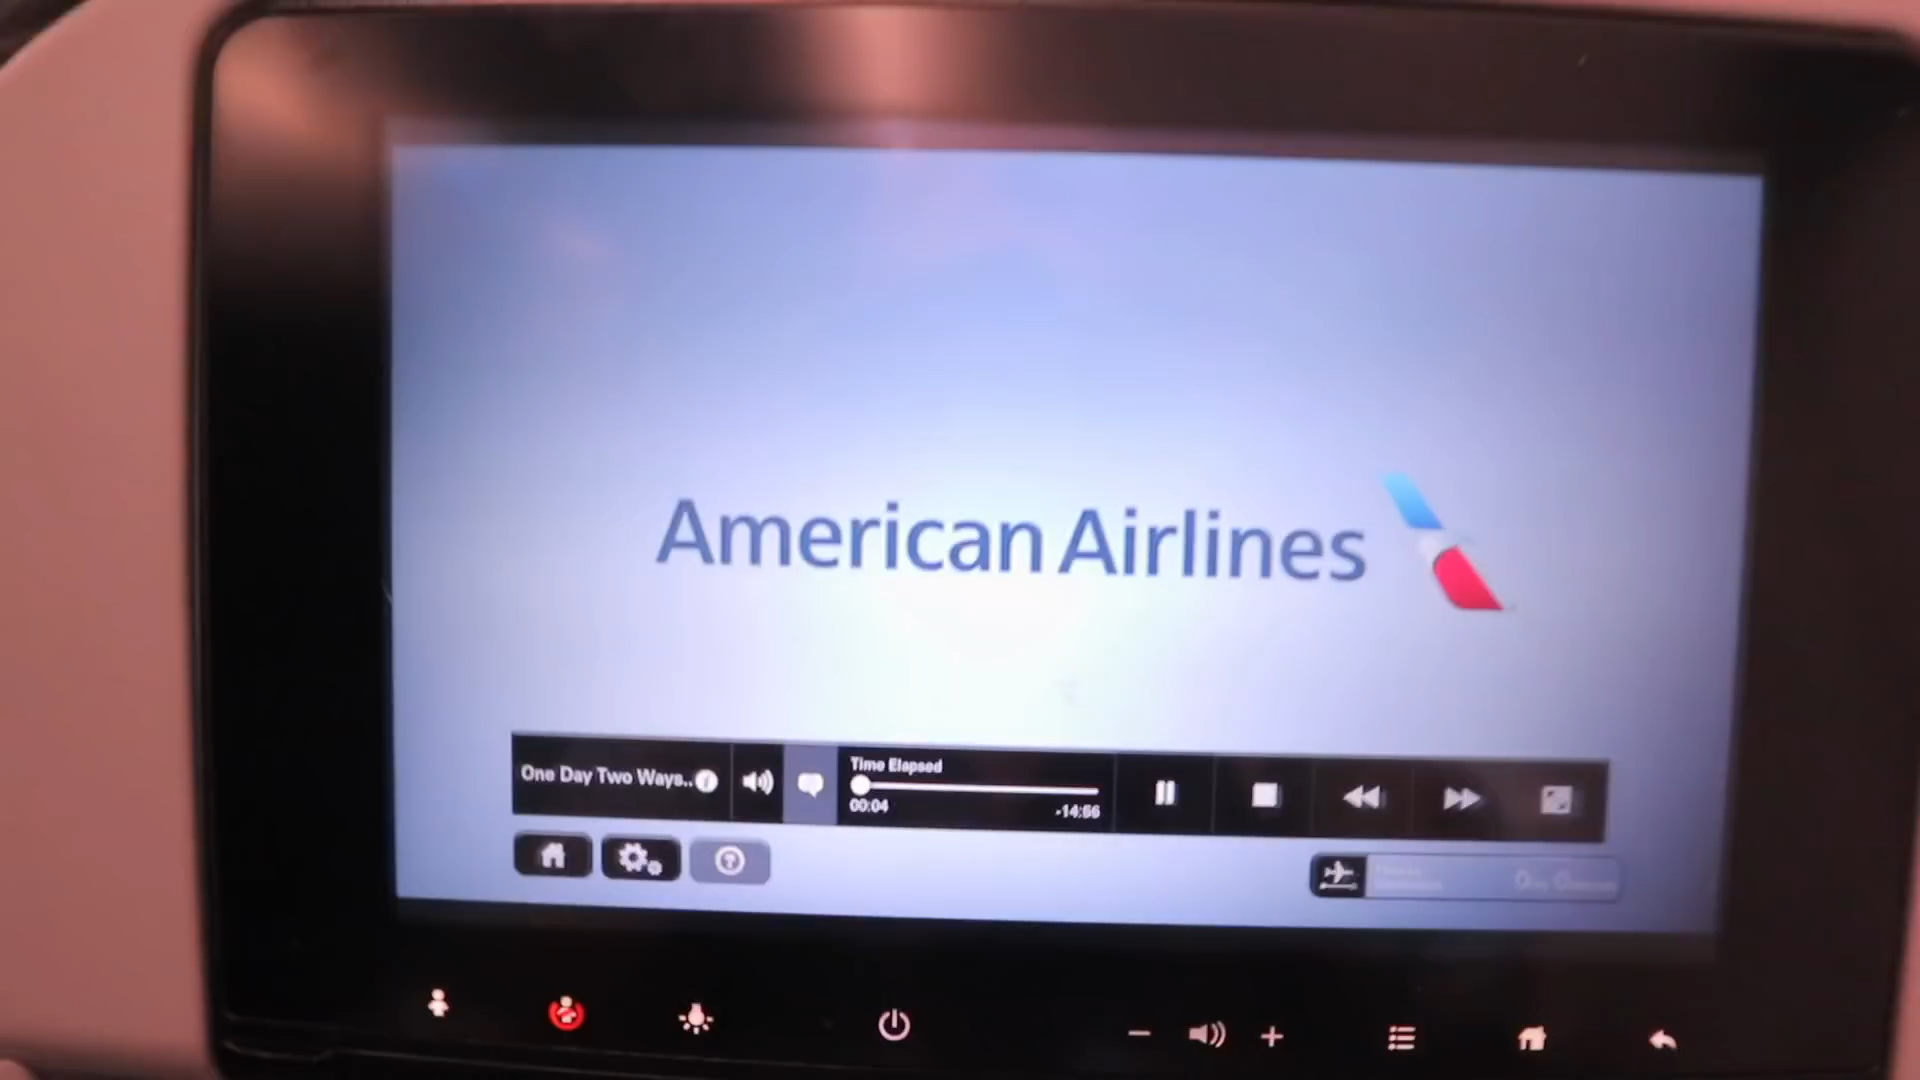 American Airlines
One Day Two Ways..
Time Elapsed
00:04
-14:56